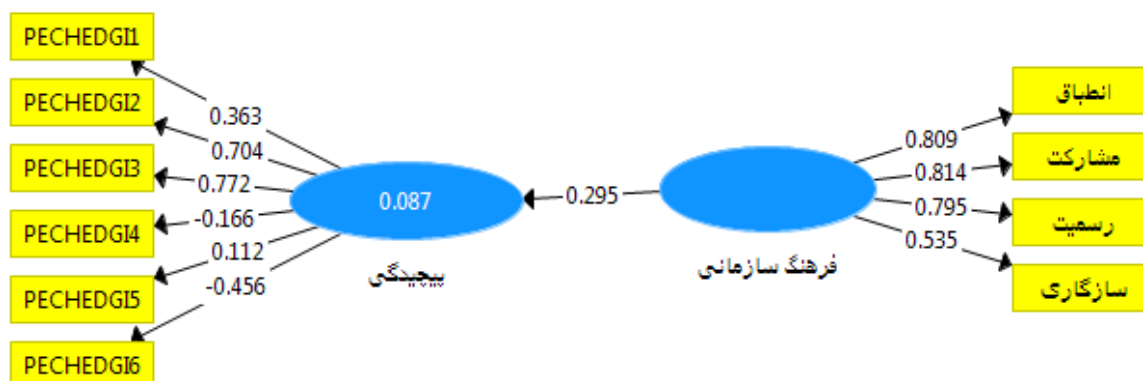 PECHEDGI1
PECHEDGI2
PECHEDGI3
PECHEDGI4
PECHEDGI5
PECHEDGI6
0.363
0.704
0.772
-0.166
0.112
-0.456
0.087
پیچیدگی
0.295
فرهنگ سازمانی
0.809
0.814
0.795
0.535
انطباق
مشارکت
رسمیت
سازگاری